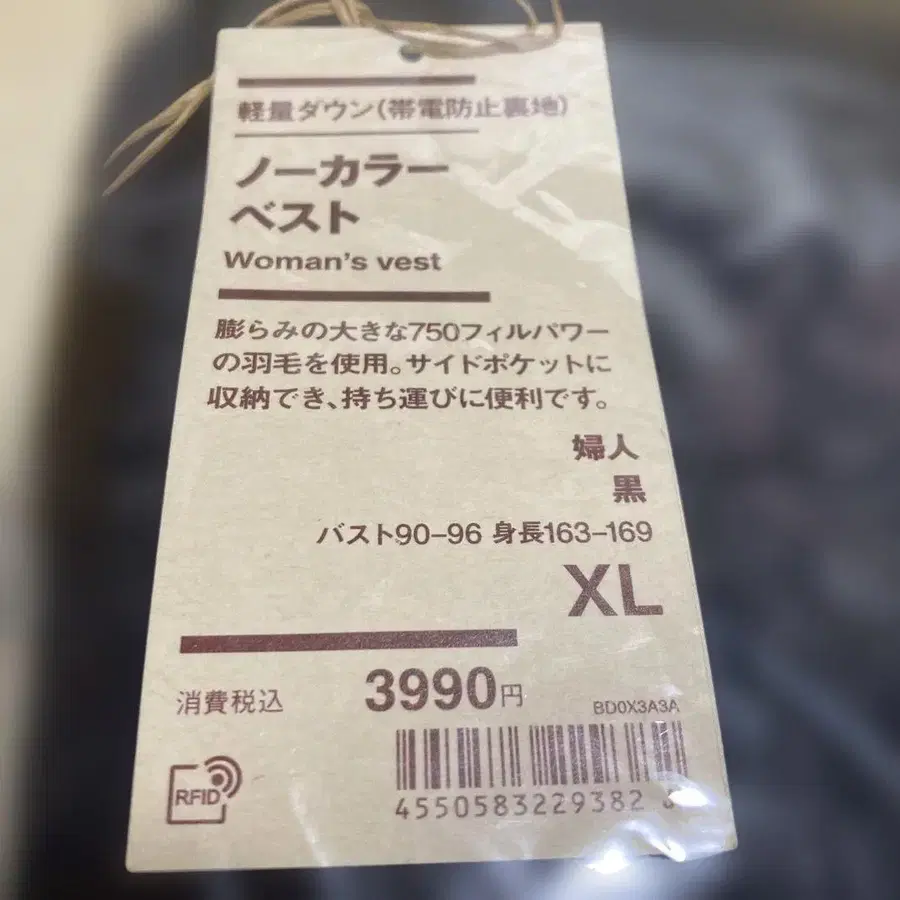 軽量ダウン(帯電防止裏地)
ノーカラー
ベスト
Woman's vest
膨らみの大きな750フィルパワー
の羽毛を使用。サイドポケットに
収納でき、持ち運びに便利です。
婦人
黒
バスト90-96 身長163-169
XL
消費税込 3990円
BD0X3A3A
RFID
4550583229382